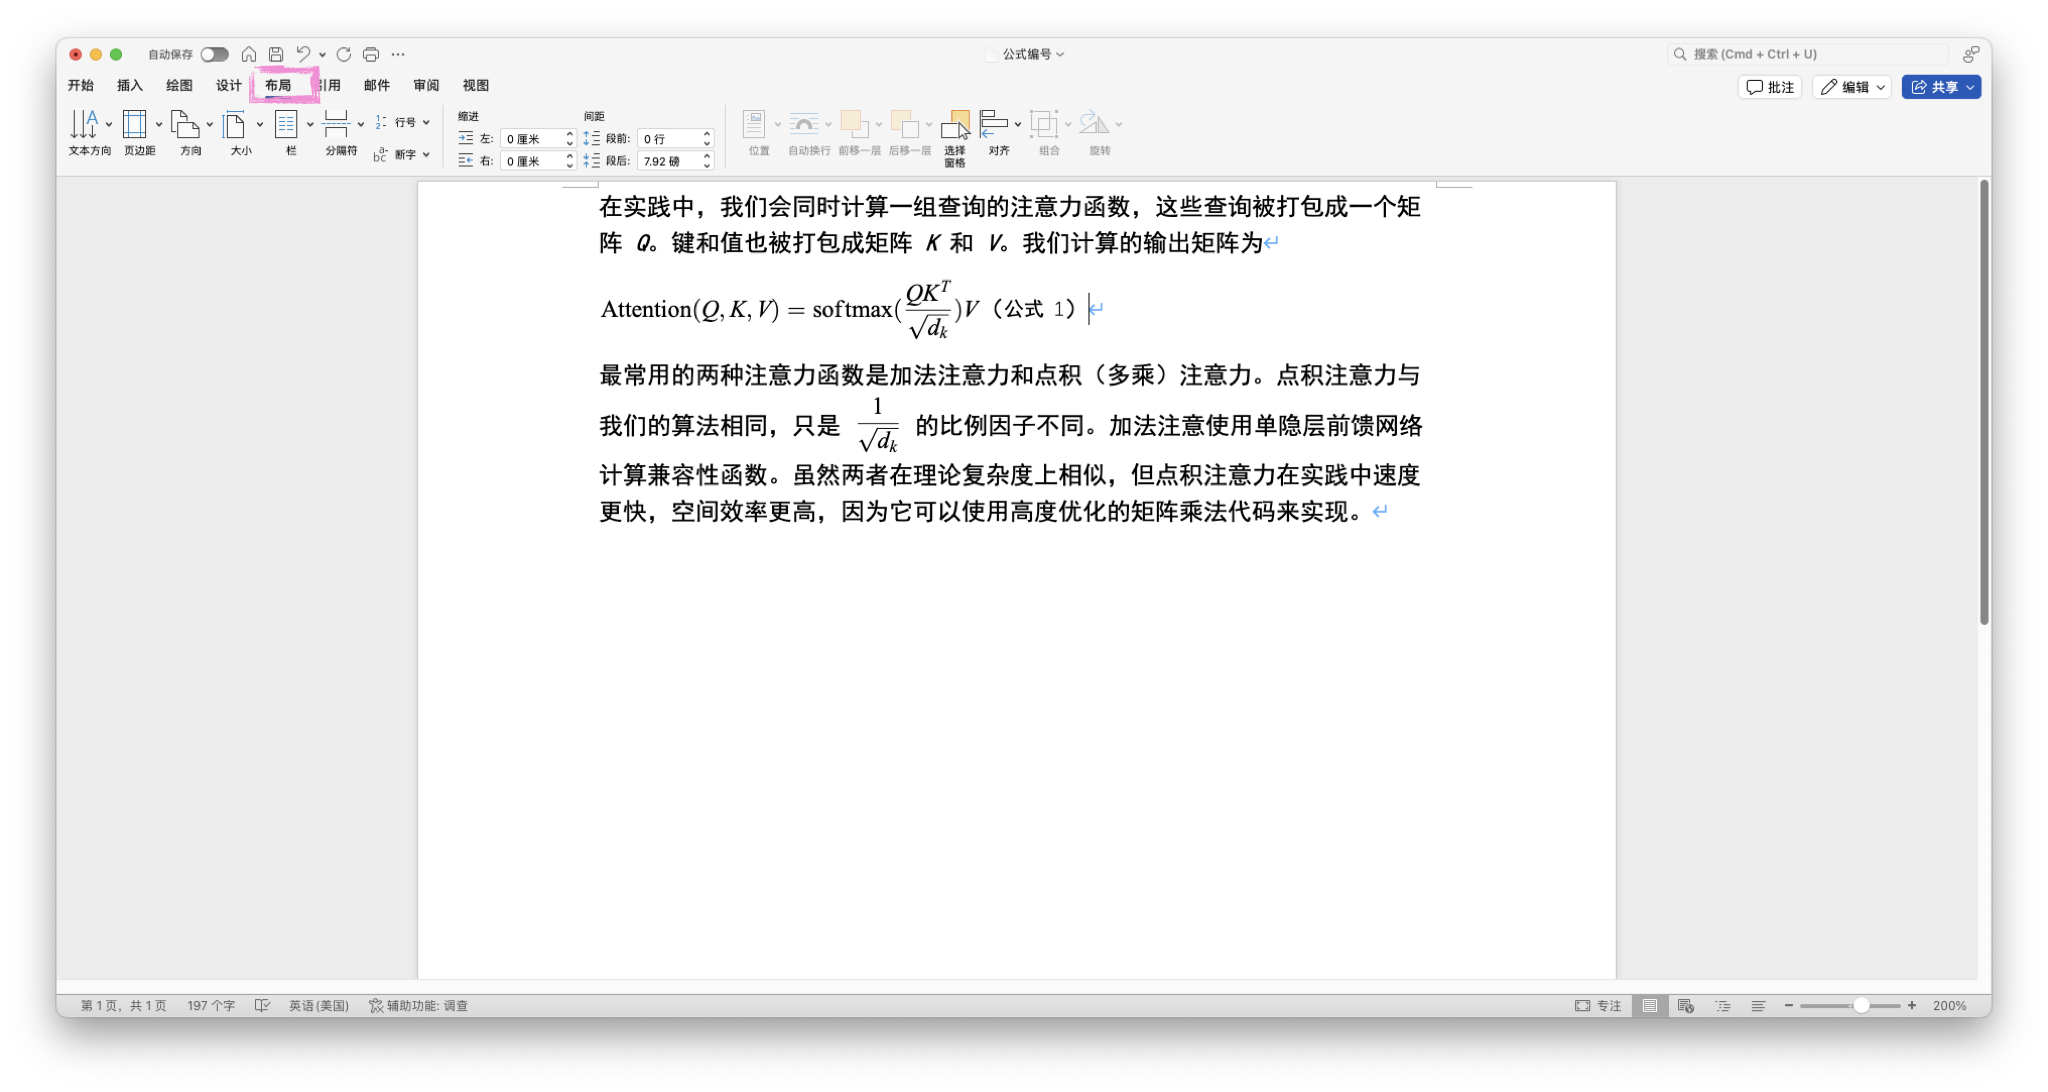 自动保存
公式编号
搜索 (Cmd + Ctrl + U)
开始 插入 绘图 设计 布局 引用 邮件 审阅 视图
批注 编辑 共享
文本方向 页边距 方向 大小 栏 分隔符 行号 断字
缩进 间距
左: 0 厘米 段前: 0 行
右: 0 厘米 段后: 7.92 磅
位置 自动换行 前移一层 后移一层 选择窗格 对齐 组合 旋转
在实践中，我们会同时计算一组查询的注意力函数，这些查询被打包成一个矩
阵 Q。键和值也被打包成矩阵 K 和 V。我们计算的输出矩阵为↵
Attention(Q, K, V) = softmax(QK^T/√d_k)V（公式 1）↵
最常用的两种注意力函数是加法注意力和点积（多乘）注意力。点积注意力与
我们的算法相同，只是 1/√d_k 的比例因子不同。加法注意使用单隐层前馈网络
计算兼容性函数。虽然两者在理论复杂度上相似，但点积注意力在实践中速度
更快，空间效率更高，因为它可以使用高度优化的矩阵乘法代码来实现。↵
第 1 页，共 1 页 197 个字 英语(美国) 辅助功能: 调查
专注 200%